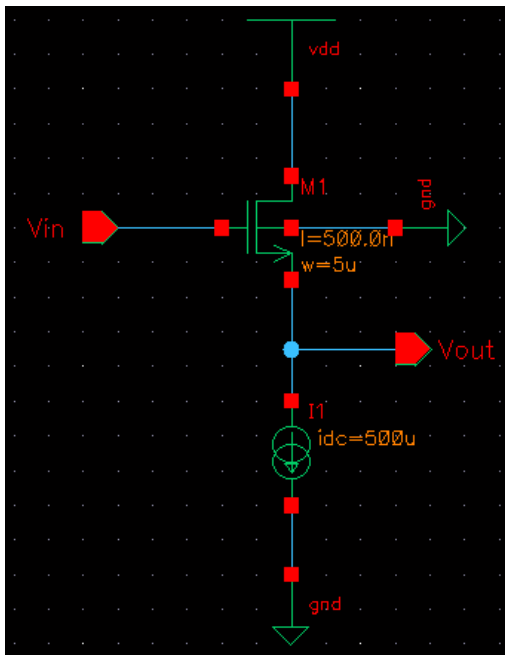 vdd
M1
gnd
Vin
l=500.0n
w=5u
Vout
I1
idc=500u
gnd